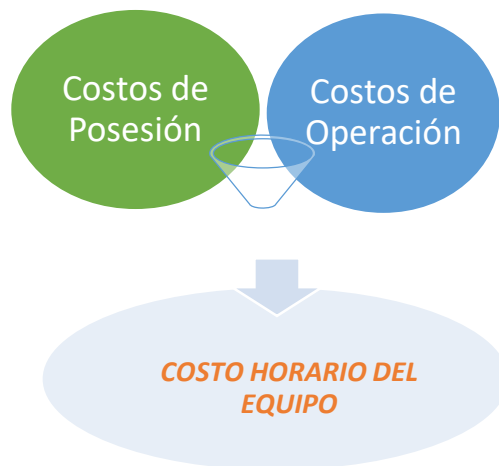 Costos de
Posesión
Costos de
Operación
COSTO HORARIO DEL
EQUIPO